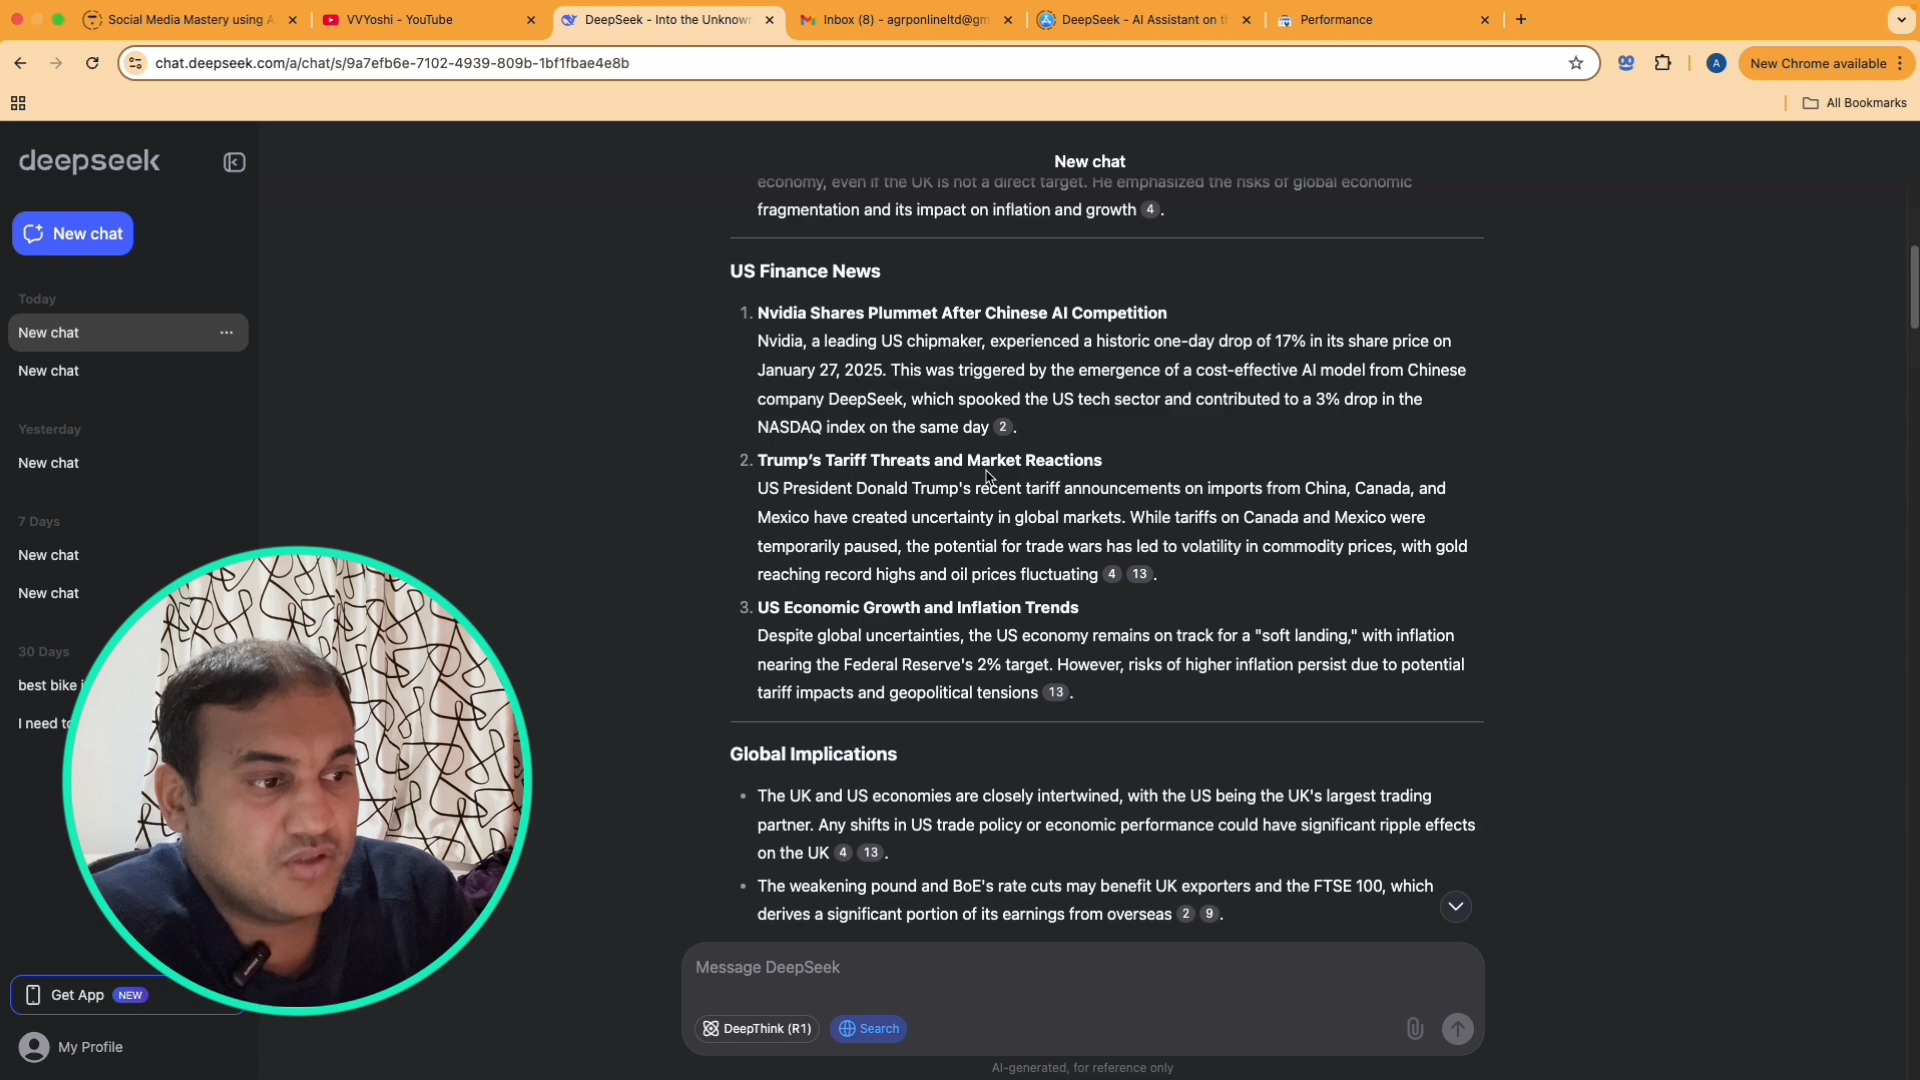 Social Media Mastery using A
VVYoshi - YouTube
DeepSeek - Into the Unknown
Inbox (8) - agrponlineltd@gm
DeepSeek - AI Assistant on th
Performance
chat.deepseek.com/a/chat/s/9a7efb6e-7102-4939-809b-1bf1fbae4e8b
A
New Chrome available
All Bookmarks
deepseek
New chat
Today
New chat
New chat
Yesterday
New chat
7 Days
New chat
New chat
30 Days
best bike i
I need to
Get App NEW
My Profile
New chat
economy, even if the UK is not a direct target. He emphasized the risks of global economic
fragmentation and its impact on inflation and growth 4 .
US Finance News
1. Nvidia Shares Plummet After Chinese AI Competition
Nvidia, a leading US chipmaker, experienced a historic one-day drop of 17% in its share price on
January 27, 2025. This was triggered by the emergence of a cost-effective AI model from Chinese
company DeepSeek, which spooked the US tech sector and contributed to a 3% drop in the
NASDAQ index on the same day 2 .
2. Trump's Tariff Threats and Market Reactions
US President Donald Trump's recent tariff announcements on imports from China, Canada, and
Mexico have created uncertainty in global markets. While tariffs on Canada and Mexico were
temporarily paused, the potential for trade wars has led to volatility in commodity prices, with gold
reaching record highs and oil prices fluctuating 4 13 .
3. US Economic Growth and Inflation Trends
Despite global uncertainties, the US economy remains on track for a "soft landing," with inflation
nearing the Federal Reserve's 2% target. However, risks of higher inflation persist due to potential
tariff impacts and geopolitical tensions 13 .
Global Implications
• The UK and US economies are closely intertwined, with the US being the UK's largest trading
partner. Any shifts in US trade policy or economic performance could have significant ripple effects
on the UK 4 13 .
• The weakening pound and BoE's rate cuts may benefit UK exporters and the FTSE 100, which
derives a significant portion of its earnings from overseas 2 9 .
Message DeepSeek
DeepThink (R1)
Search
AI-generated, for reference only